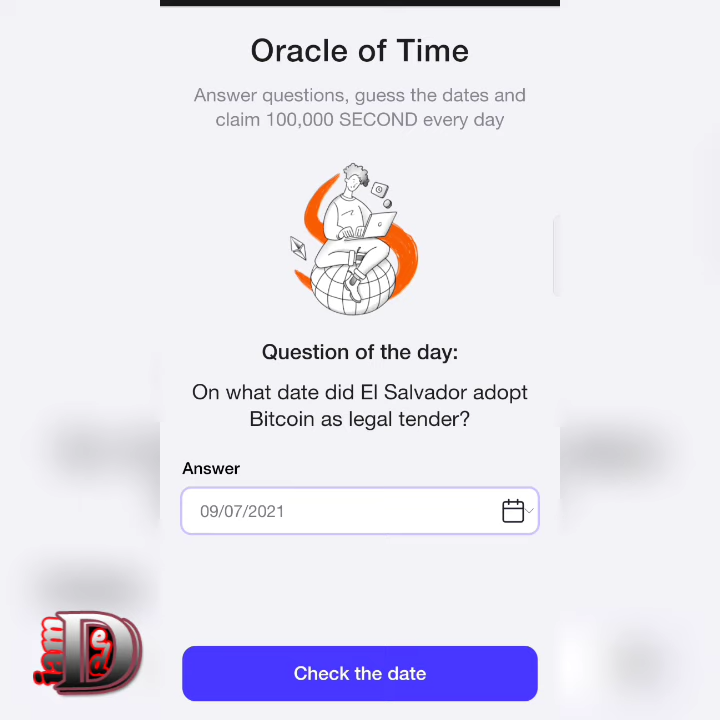 Oracle of Time
Answer questions, guess the dates and
claim 100,000 SECOND every day
Question of the day:
On what date did El Salvador adopt
Bitcoin as legal tender?
Answer
09/07/2021
Check the date